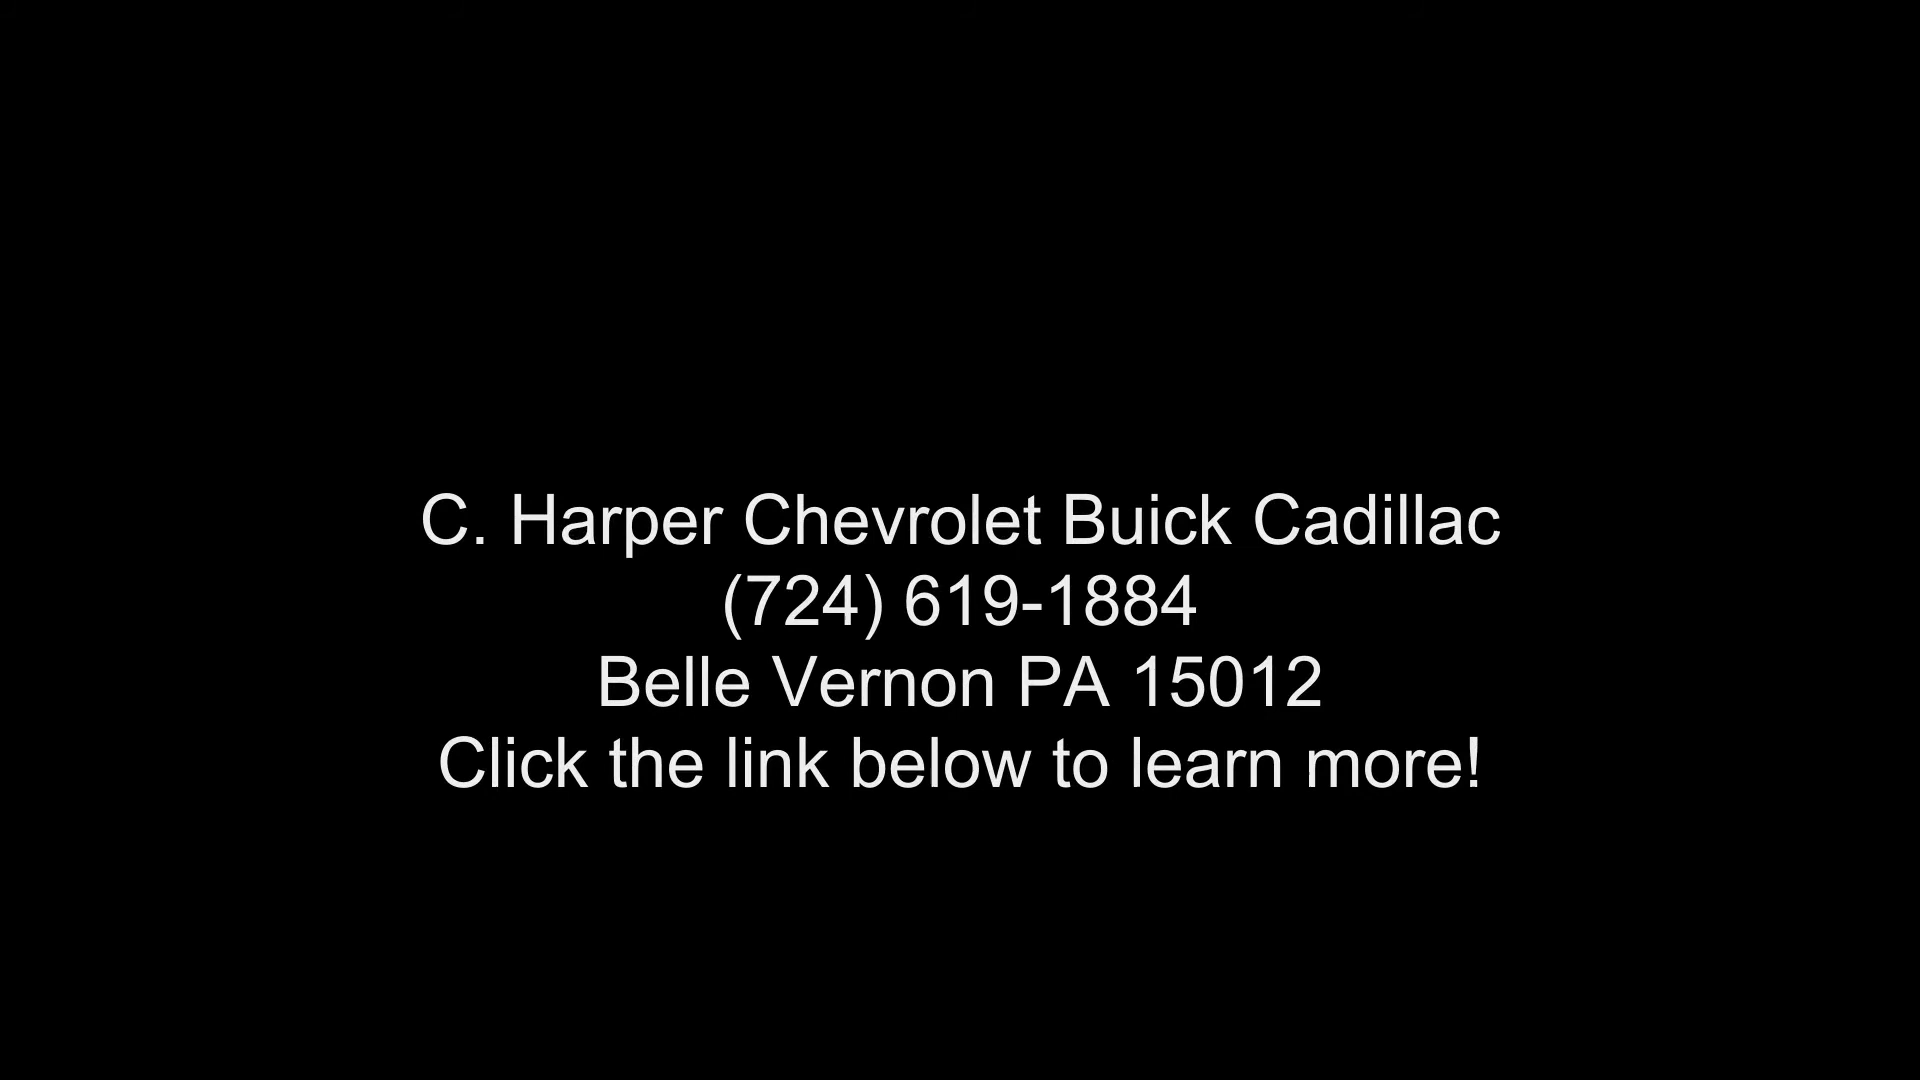 C. Harper Chevrolet Buick Cadillac
(724) 619-1884
Belle Vernon PA 15012
Click the link below to learn more!